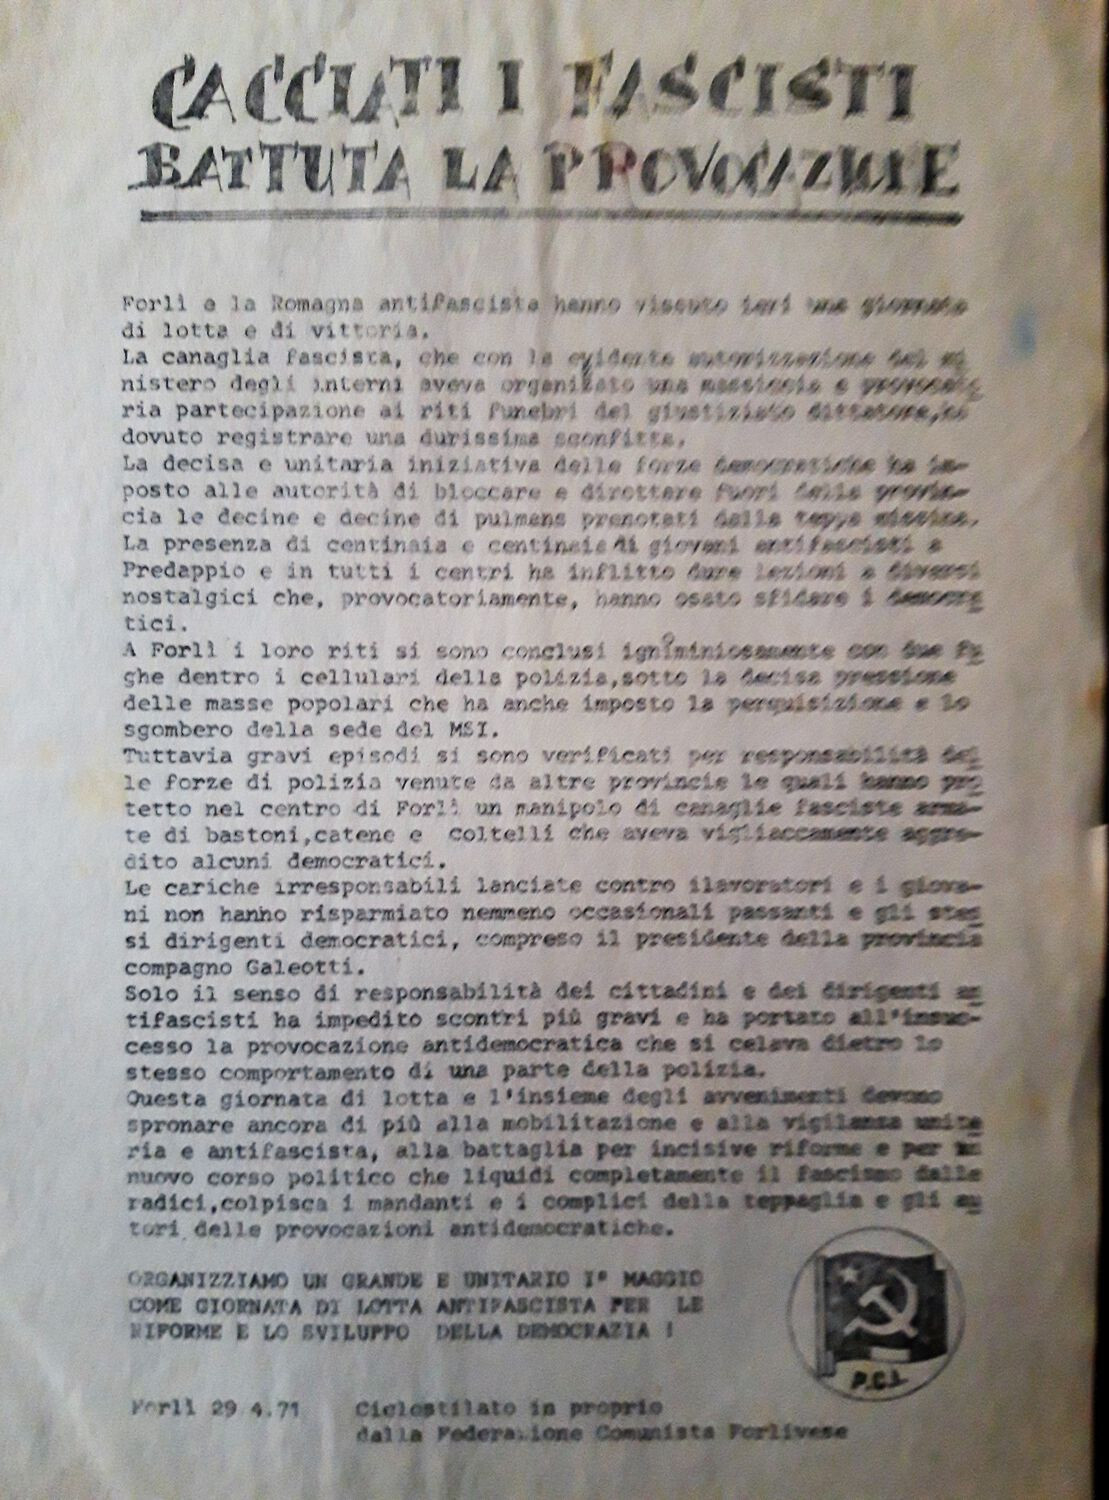 CACCIATI I FASCISTI
BATTUTA LA PROVOCAZIONE
Forlì e la Romagna antifascista hanno vissuto ieri una giornata
di lotta e di vittoria.
La canaglia fascista, che con la evidente autorizzazione del mi
nistero degli interni aveva organizzato una massiccia e provocato
ria partecipazione ai riti funebri del giustiziato dittatore,ha
dovuto registrare una durissima sconfitta.
La decisa e unitaria iniziativa delle forze democratiche ha im-
posto alle autorità di bloccare e dirottare fuori della provin-
cia le decine e decine di pulmans prenotati dalla teppa missina.
La presenza di centinaia e centinaia di giovani antifascisti a
Predappio e in tutti i centri ha inflitto dure lezioni a diversi
nostalgici che, provocatoriamente, hanno osato sfidare i democra
tici.
A Forlì i loro riti si sono conclusi ignominiosamente con due fu
ghe dentro i cellulari della polizia,sotto la decisa pressione
delle masse popolari che ha anche imposto la perquisizione e lo
sgombero della sede del MSI.
Tuttavia gravi episodi si sono verificati per responsabilità del
le forze di polizia venute da altre provincie le quali hanno pro
tetto nel centro di Forlì un manipolo di canaglie fasciste arma-
te di bastoni,catene e coltelli che aveva vigliaccamente aggre-
dito alcuni democratici.
Le cariche irresponsabili lanciate contro ilavoratori e i giova-
ni non hanno risparmiato nemmeno occasionali passanti e gli stes
si dirigenti democratici, compreso il presidente della provincia
compagno Galeotti.
Solo il senso di responsabilità dei cittadini e dei dirigenti an
tifascisti ha impedito scontri più gravi e ha portato all'insuc-
cesso la provocazione antidemocratica che si celava dietro lo
stesso comportamento di una parte della polizia.
Questa giornata di lotta e l'insieme degli avvenimenti devono
spronare ancora di più alla mobilitazione e alla vigilanza unita
ria e antifascista, alla battaglia per incisive riforme e per un
nuovo corso politico che liquidi completamente il fascismo dalle
radici,colpisca i mandanti e i complici della teppaglia e gli au
tori delle provocazioni antidemocratiche.
ORGANIZZIAMO UN GRANDE E UNITARIO I° MAGGIO
COME GIORNATA DI LOTTA ANTIFASCISTA PER LE
RIFORME E LO SVILUPPO DELLA DEMOCRAZIA !
P.C.I.
Forlì 29 4.71 Ciclostilato in proprio
dalla Federazione Comunista Forlivese